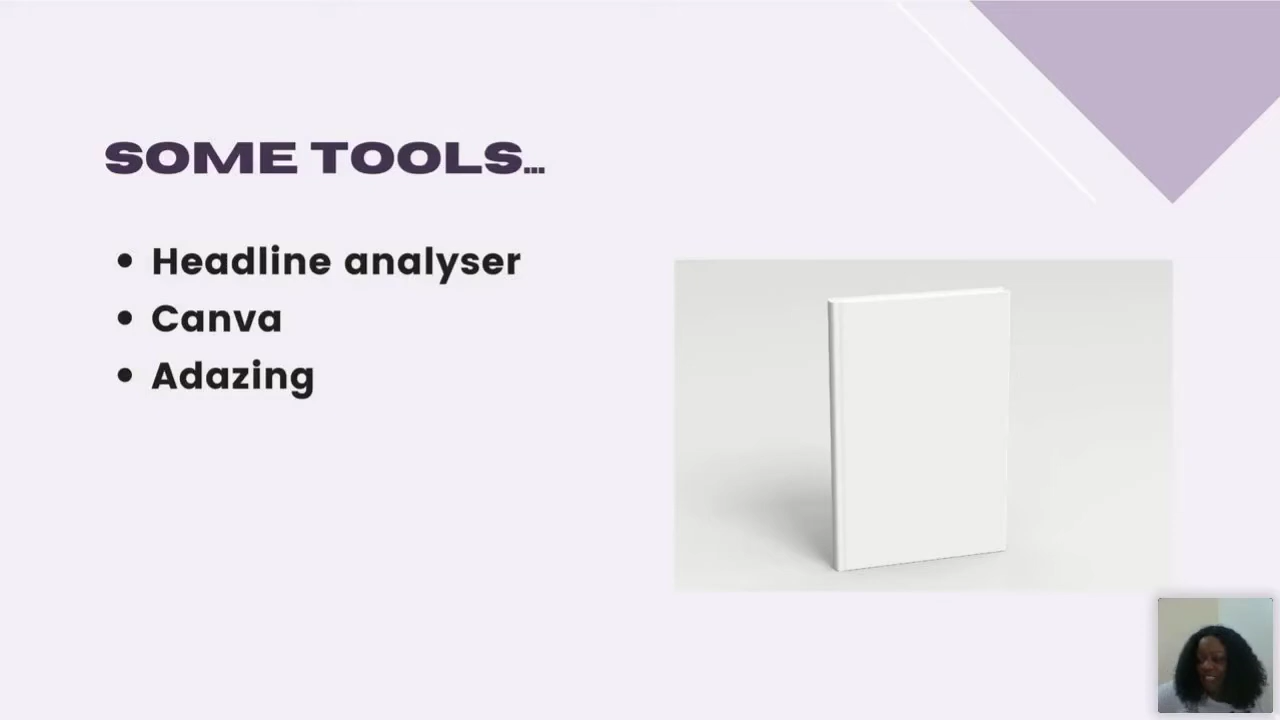 SOME TOOLS...
• Headline analyser
• Canva
• Adazing